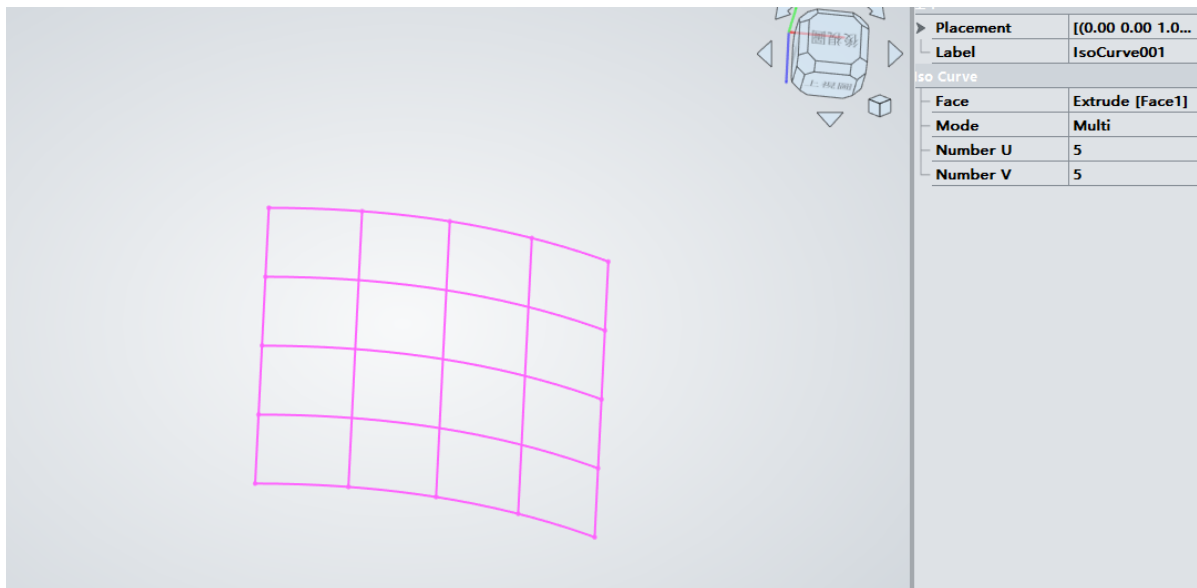 Placement [(0.00 0.00 1.0...
Label IsoCurve001
Iso Curve
Face Extrude [Face1]
Mode Multi
Number U 5
Number V 5